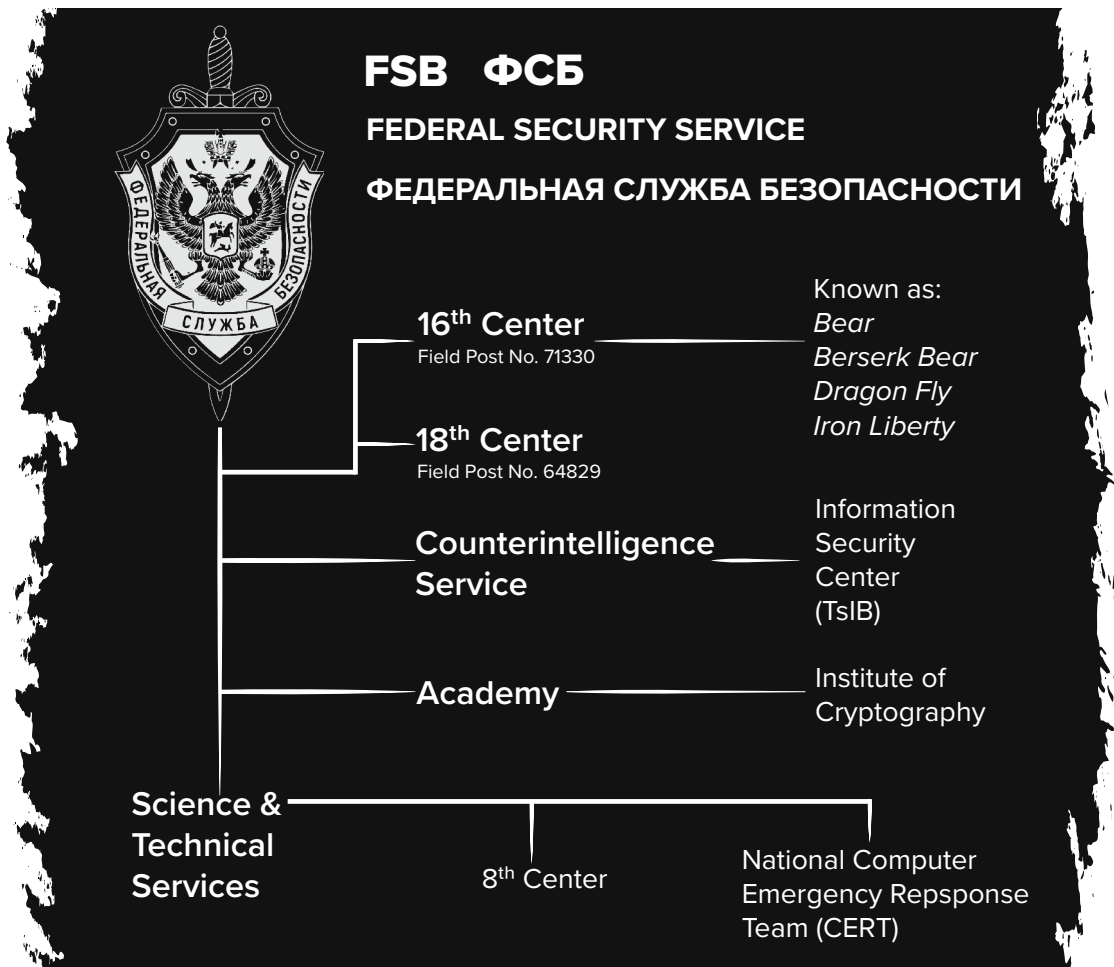 FSB ФСБ
FEDERAL SECURITY SERVICE
ФЕДЕРАЛЬНАЯ СЛУЖБА БЕЗОПАСНОСТИ
ФЕДЕРАЛЬНАЯ
СЛУЖБА
БЕЗОПАСНОСТИ
16th Center
Field Post No. 71330
Known as:
Bear
Berserk Bear
Dragon Fly
Iron Liberty
18th Center
Field Post No. 64829
Counterintelligence
Service
Information
Security
Center
(TsIB)
Academy
Institute of
Cryptography
Science &
Technical
Services
8th Center
National Computer
Emergency Repsponse
Team (CERT)